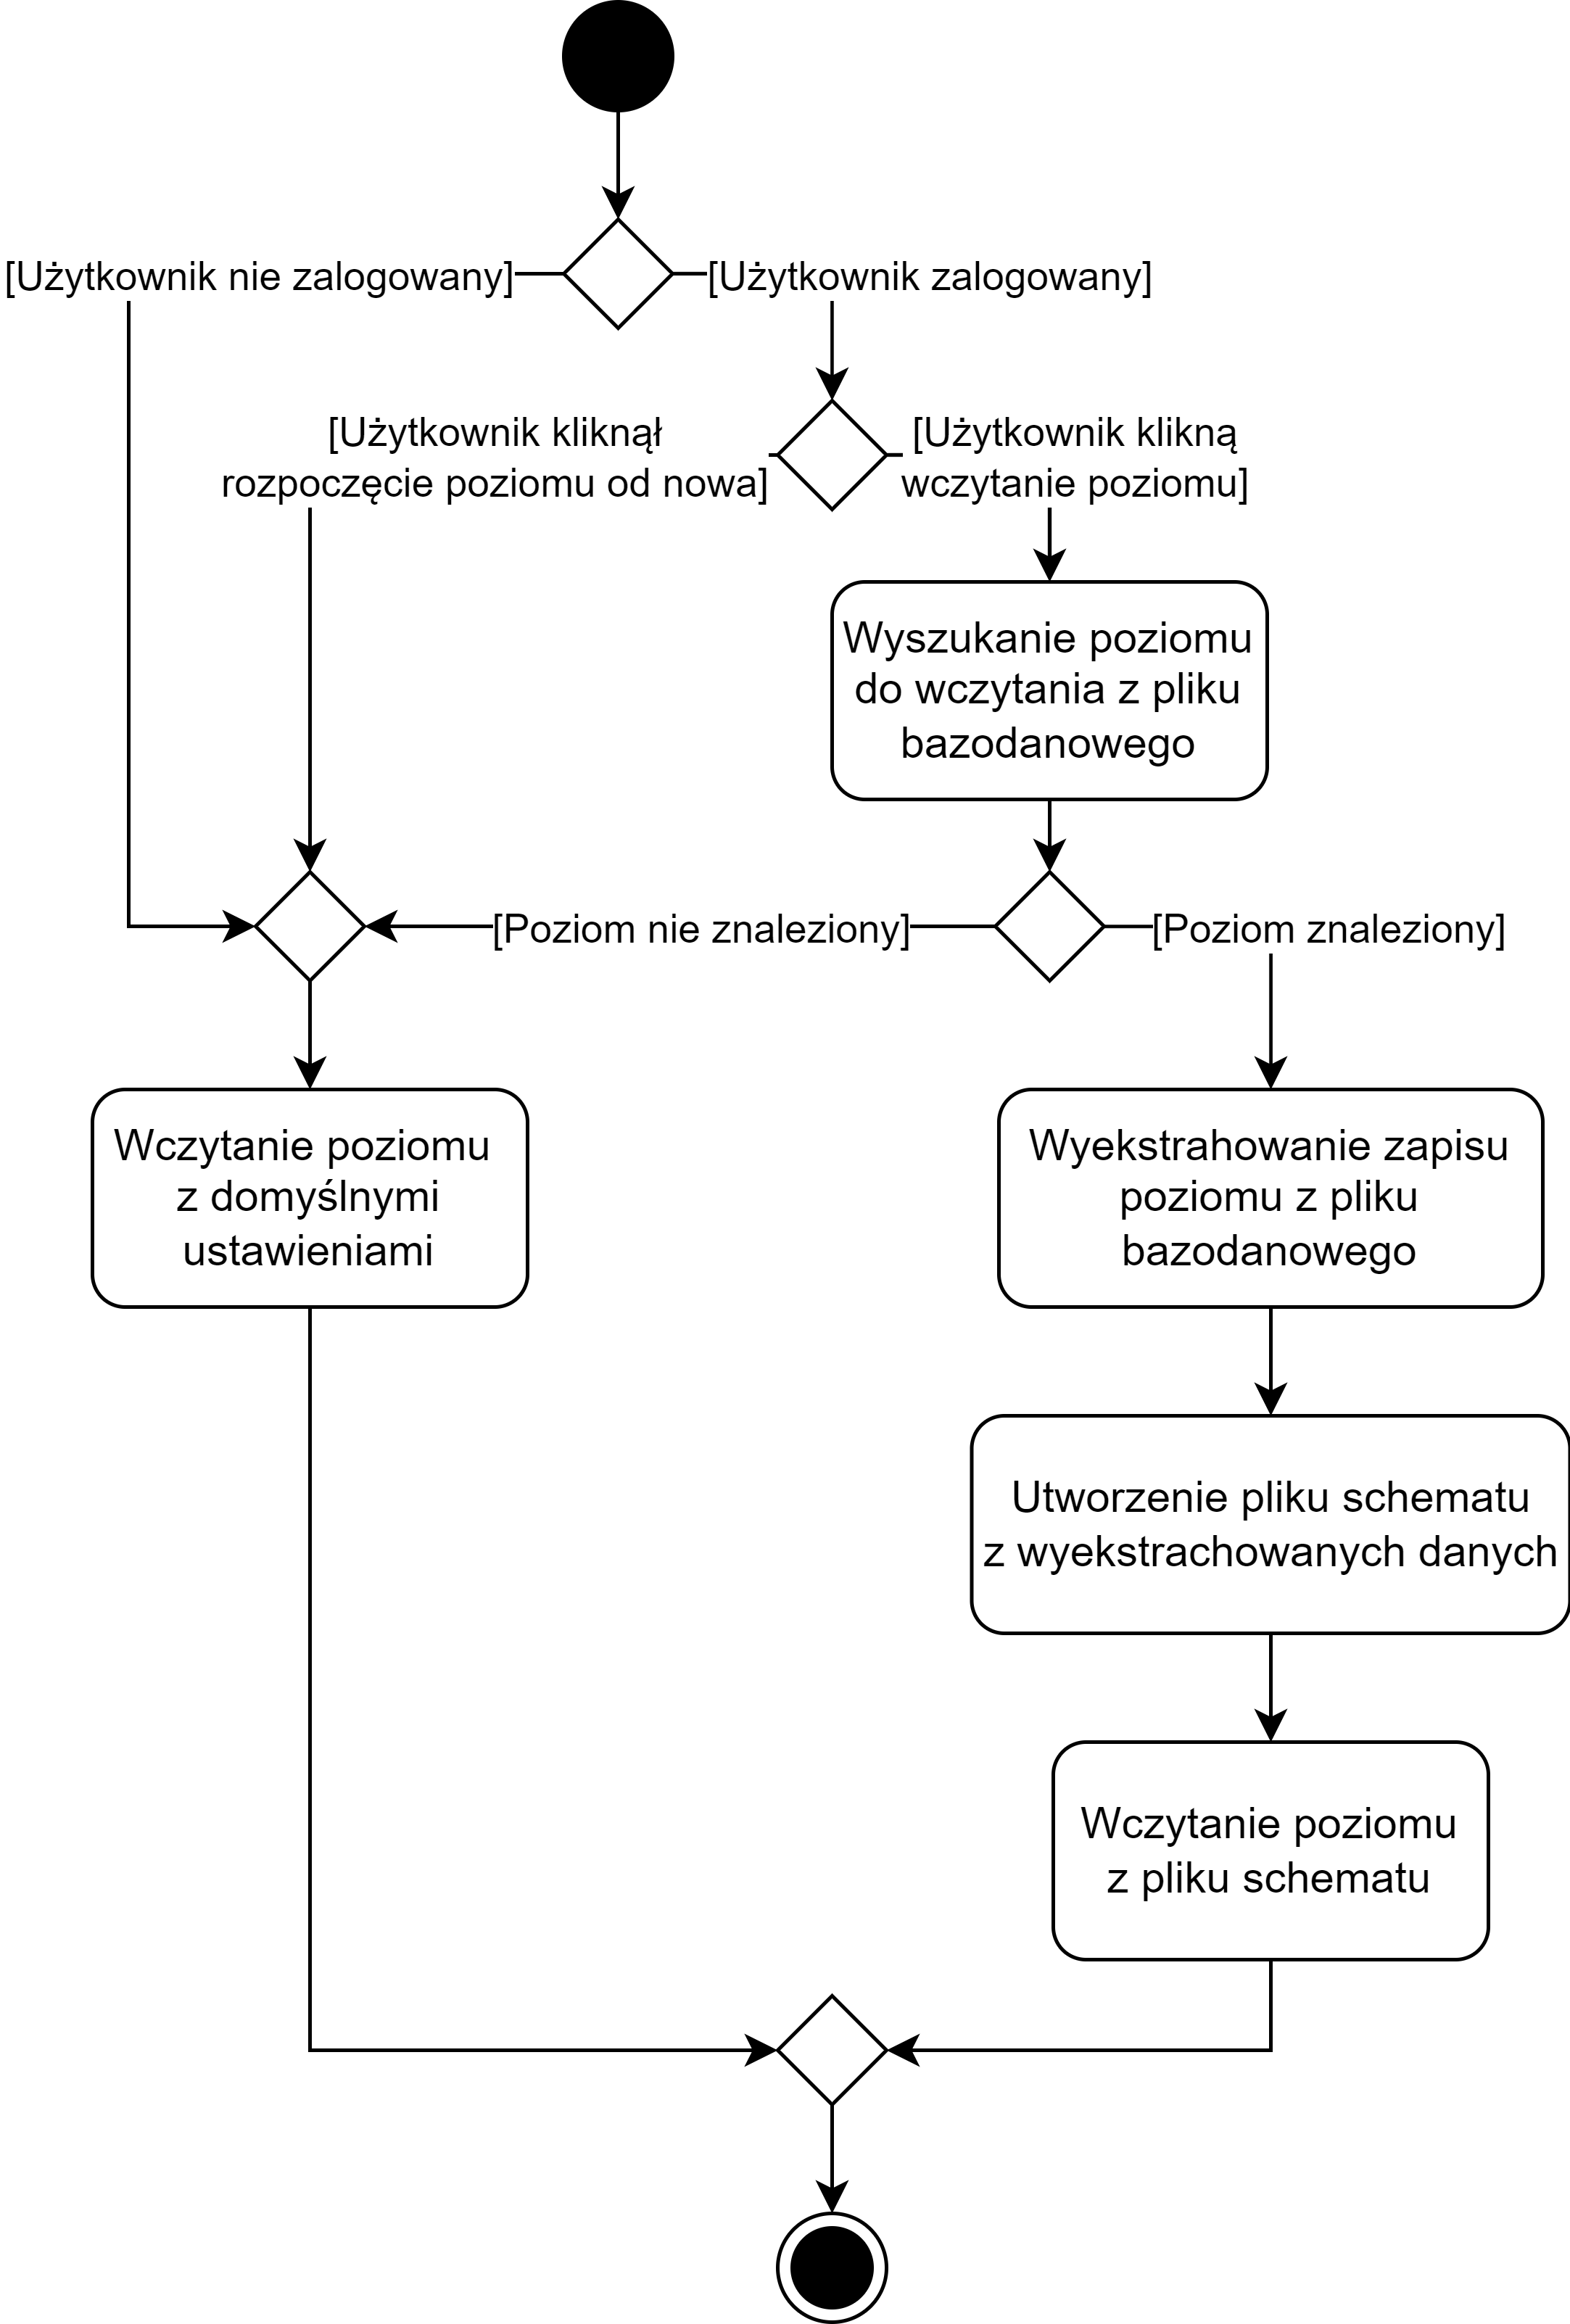 [Użytkownik nie zalogowany]
[Użytkownik zalogowany]
[Użytkownik kliknął
rozpoczęcie poziomu od nowa]
[Użytkownik klikną
wczytanie poziomu]
Wyszukanie poziomu
do wczytania z pliku
bazodanowego
[Poziom nie znaleziony]
[Poziom znaleziony]
Wczytanie poziomu
z domyślnymi
ustawieniami
Wyekstrahowanie zapisu
poziomu z pliku
bazodanowego
Utworzenie pliku schematu
z wyekstrachowanych danych
Wczytanie poziomu
z pliku schematu